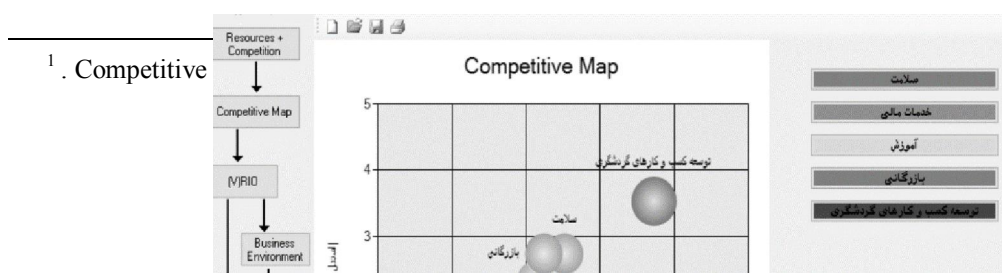 1 . Competitive
Resources +
Competition
Competitive Map
(V)RIO
Business
Environment
Competitive Map
5
4
3
توسعه کسب و کارهای گردشگری
سلامت
بازرگانی
سلامت
خدمات مالی
آموزش
بازرگانی
توسعه کسب و کارهای گردشگری